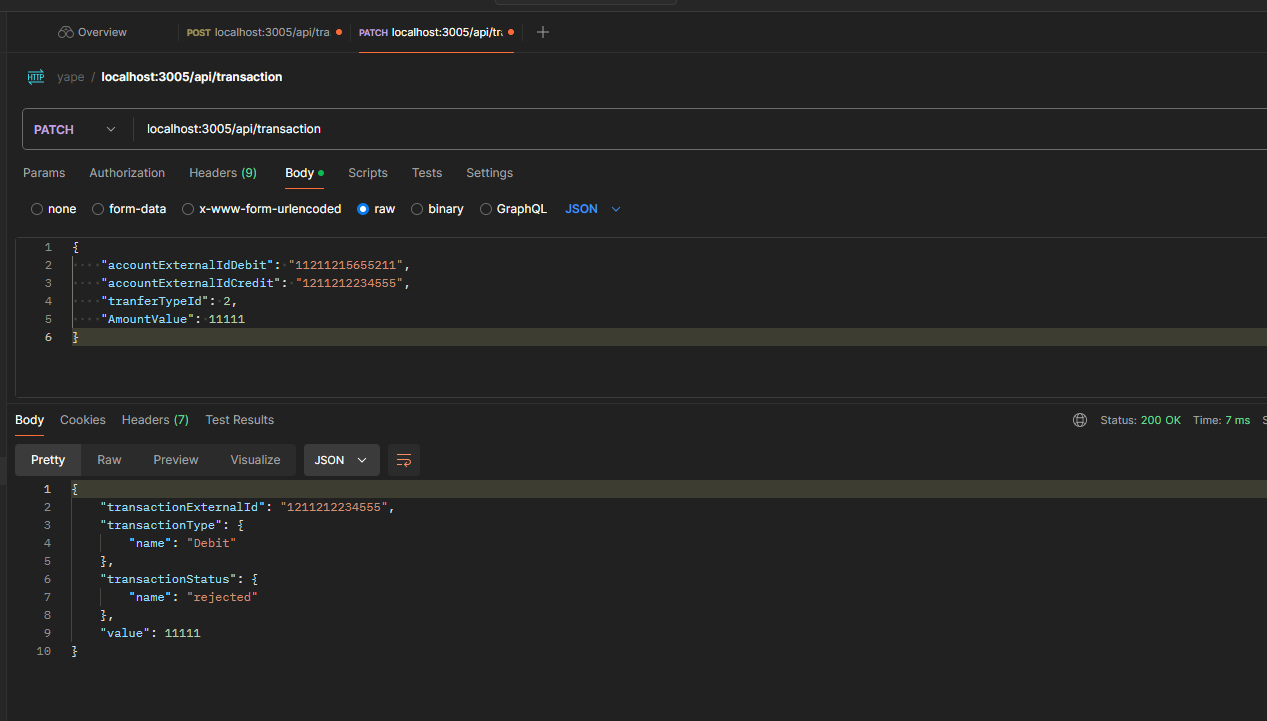 Overview POST localhost:3005/api/tra PATCH localhost:3005/api/tr
HTTP yape / localhost:3005/api/transaction
PATCH localhost:3005/api/transaction
Params Authorization Headers (9) Body Scripts Tests Settings
none form-data x-www-form-urlencoded raw binary GraphQL JSON
1 {
2 "accountExternalIdDebit": "11211215655211",
3 "accountExternalIdCredit": "1211212234555",
4 "tranferTypeId": 2,
5 "AmountValue": 11111
6 }
Body Cookies Headers (7) Test Results Status: 200 OK Time: 7 ms S
Pretty Raw Preview Visualize JSON
1 {
2 "transactionExternalId": "1211212234555",
3 "transactionType": {
4 "name": "Debit"
5 },
6 "transactionStatus": {
7 "name": "rejected"
8 },
9 "value": 11111
10 }